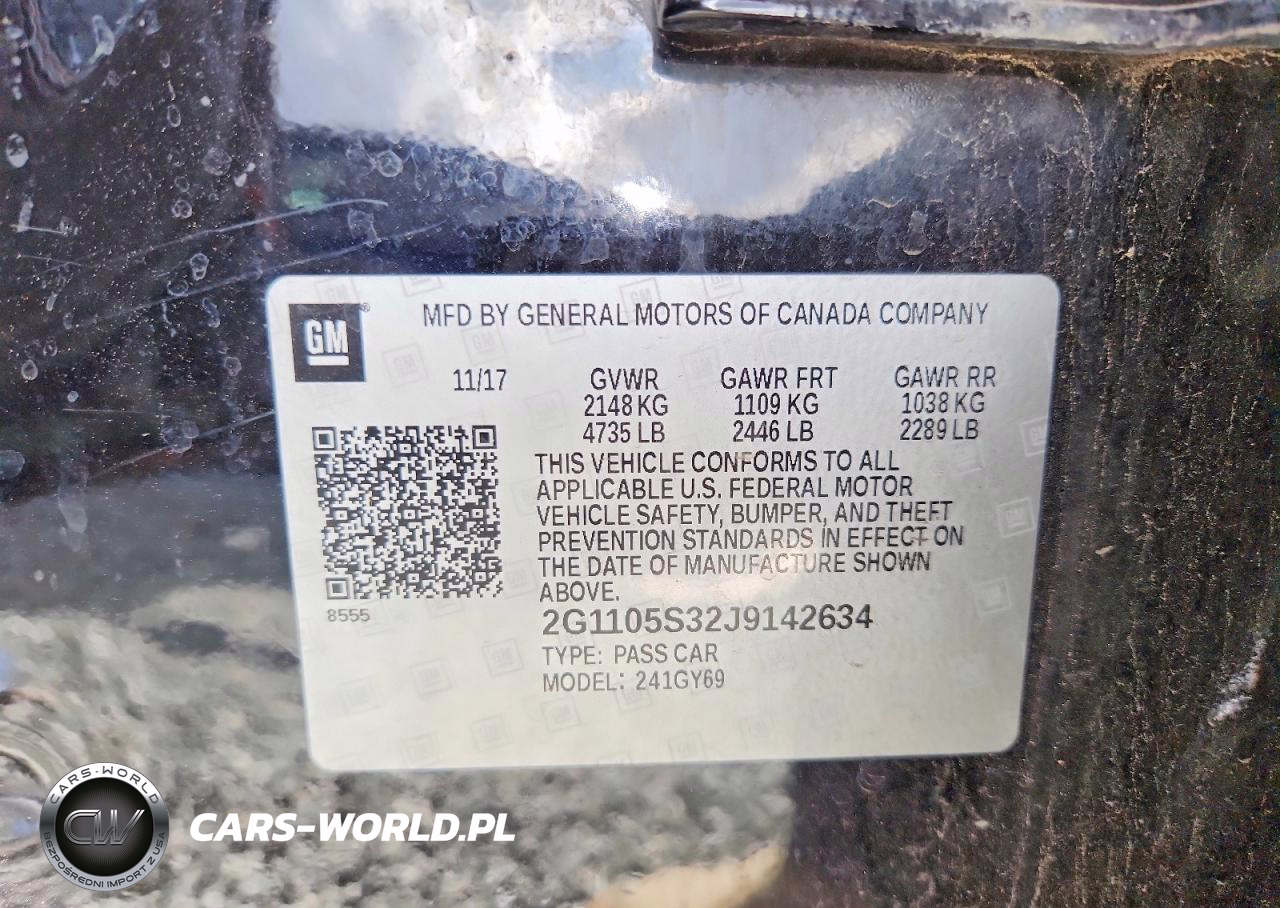 GM®
MFD BY GENERAL MOTORS OF CANADA COMPANY
11/17 GVWR GAWR FRT GAWR RR
2148 KG 1109 KG 1038 KG
4735 LB 2446 LB 2289 LB
THIS VEHICLE CONFORMS TO ALL
APPLICABLE U.S. FEDERAL MOTOR
VEHICLE SAFETY, BUMPER, AND THEFT
PREVENTION STANDARDS IN EFFECT ON
THE DATE OF MANUFACTURE SHOWN
ABOVE.
8555
2G1105S32J9142634
TYPE: PASS CAR
MODEL: 241GY69
CARS-WORLD
CW
BEZPOŚREDNI IMPORT Z USA
CARS-WORLD.PL